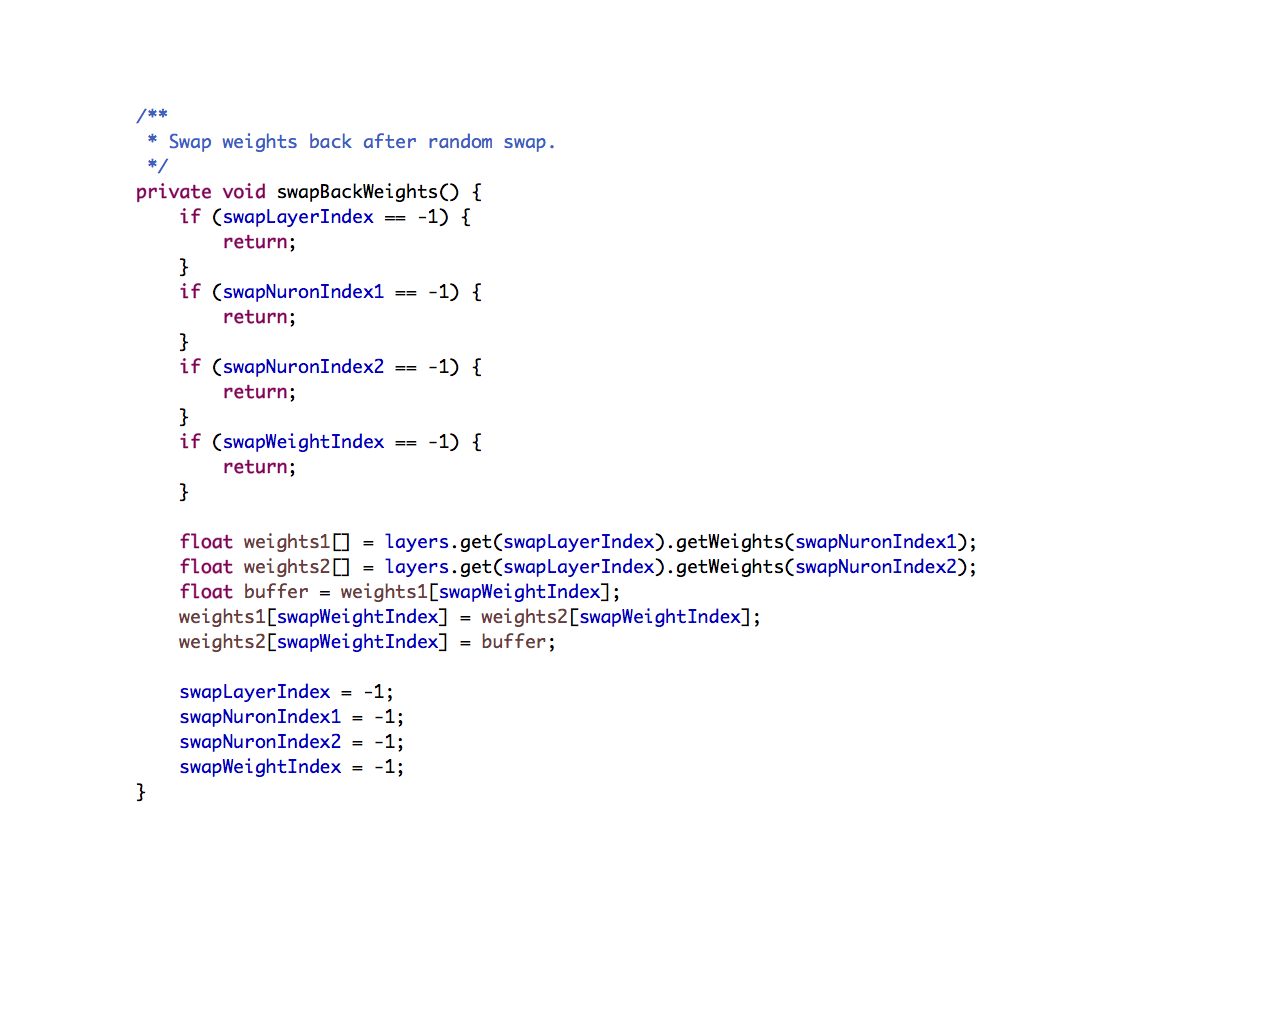 /**
 * Swap weights back after random swap.
 */
private void swapBackWeights() {
    if (swapLayerIndex == -1) {
        return;
    }
    if (swapNuronIndex1 == -1) {
        return;
    }
    if (swapNuronIndex2 == -1) {
        return;
    }
    if (swapWeightIndex == -1) {
        return;
    }

    float weights1[] = layers.get(swapLayerIndex).getWeights(swapNuronIndex1);
    float weights2[] = layers.get(swapLayerIndex).getWeights(swapNuronIndex2);
    float buffer = weights1[swapWeightIndex];
    weights1[swapWeightIndex] = weights2[swapWeightIndex];
    weights2[swapWeightIndex] = buffer;

    swapLayerIndex = -1;
    swapNuronIndex1 = -1;
    swapNuronIndex2 = -1;
    swapWeightIndex = -1;
}